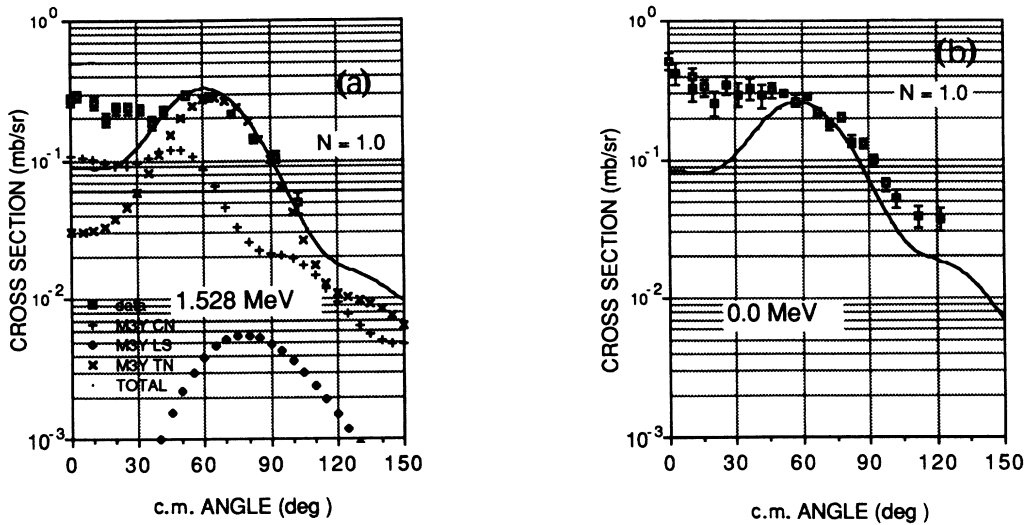 (a)
CROSS SECTION (mb/sr)
10^0
10^-1
10^-2
10^-3
N = 1.0
1.528 MeV
data
M3Y CN
M3Y LS
M3Y TN
TOTAL
0 30 60 90 120 150
c.m. ANGLE (deg )
(b)
CROSS SECTION (mb/sr)
10^0
10^-1
10^-2
10^-3
N = 1.0
0.0 MeV
0 30 60 90 120 150
c.m. ANGLE (deg )